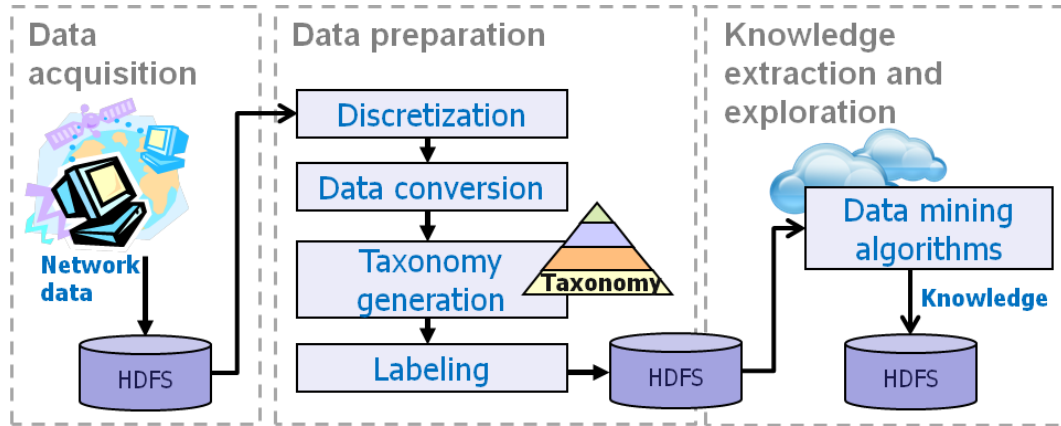 Data
acquisition
Network
data
HDFS
Data preparation
Discretization
Data conversion
Taxonomy
generation
Taxonomy
Labeling
HDFS
Knowledge
extraction and
exploration
Data mining
algorithms
Knowledge
HDFS